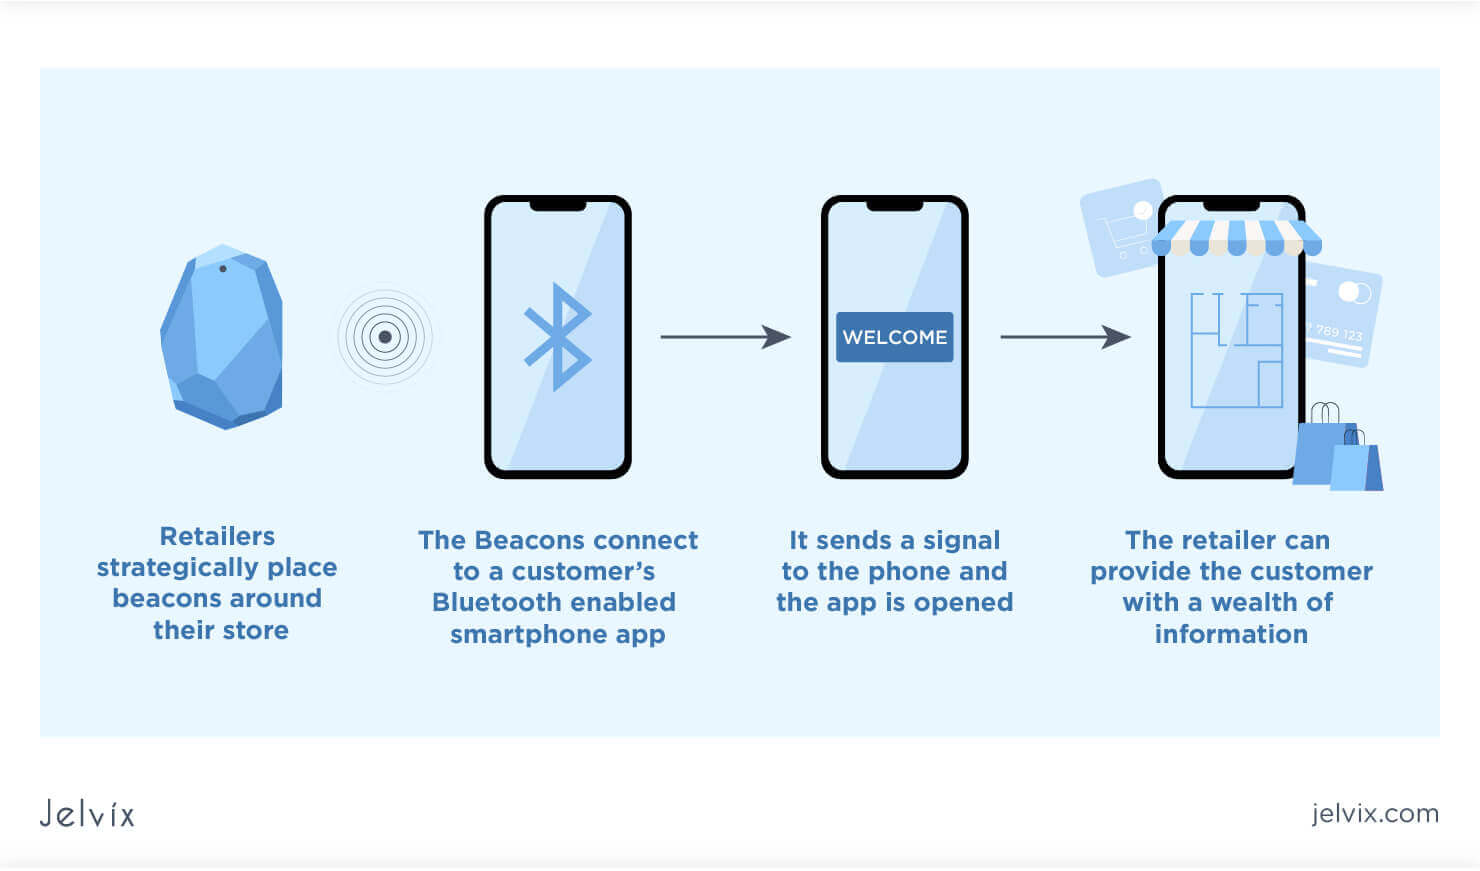 WELCOME
789 123
Retailers
strategically place
beacons around
their store
The Beacons connect
to a customer’s
Bluetooth enabled
smartphone app
It sends a signal
to the phone and
the app is opened
The retailer can
provide the customer
with a wealth of
information
Jelvix
jelvix.com